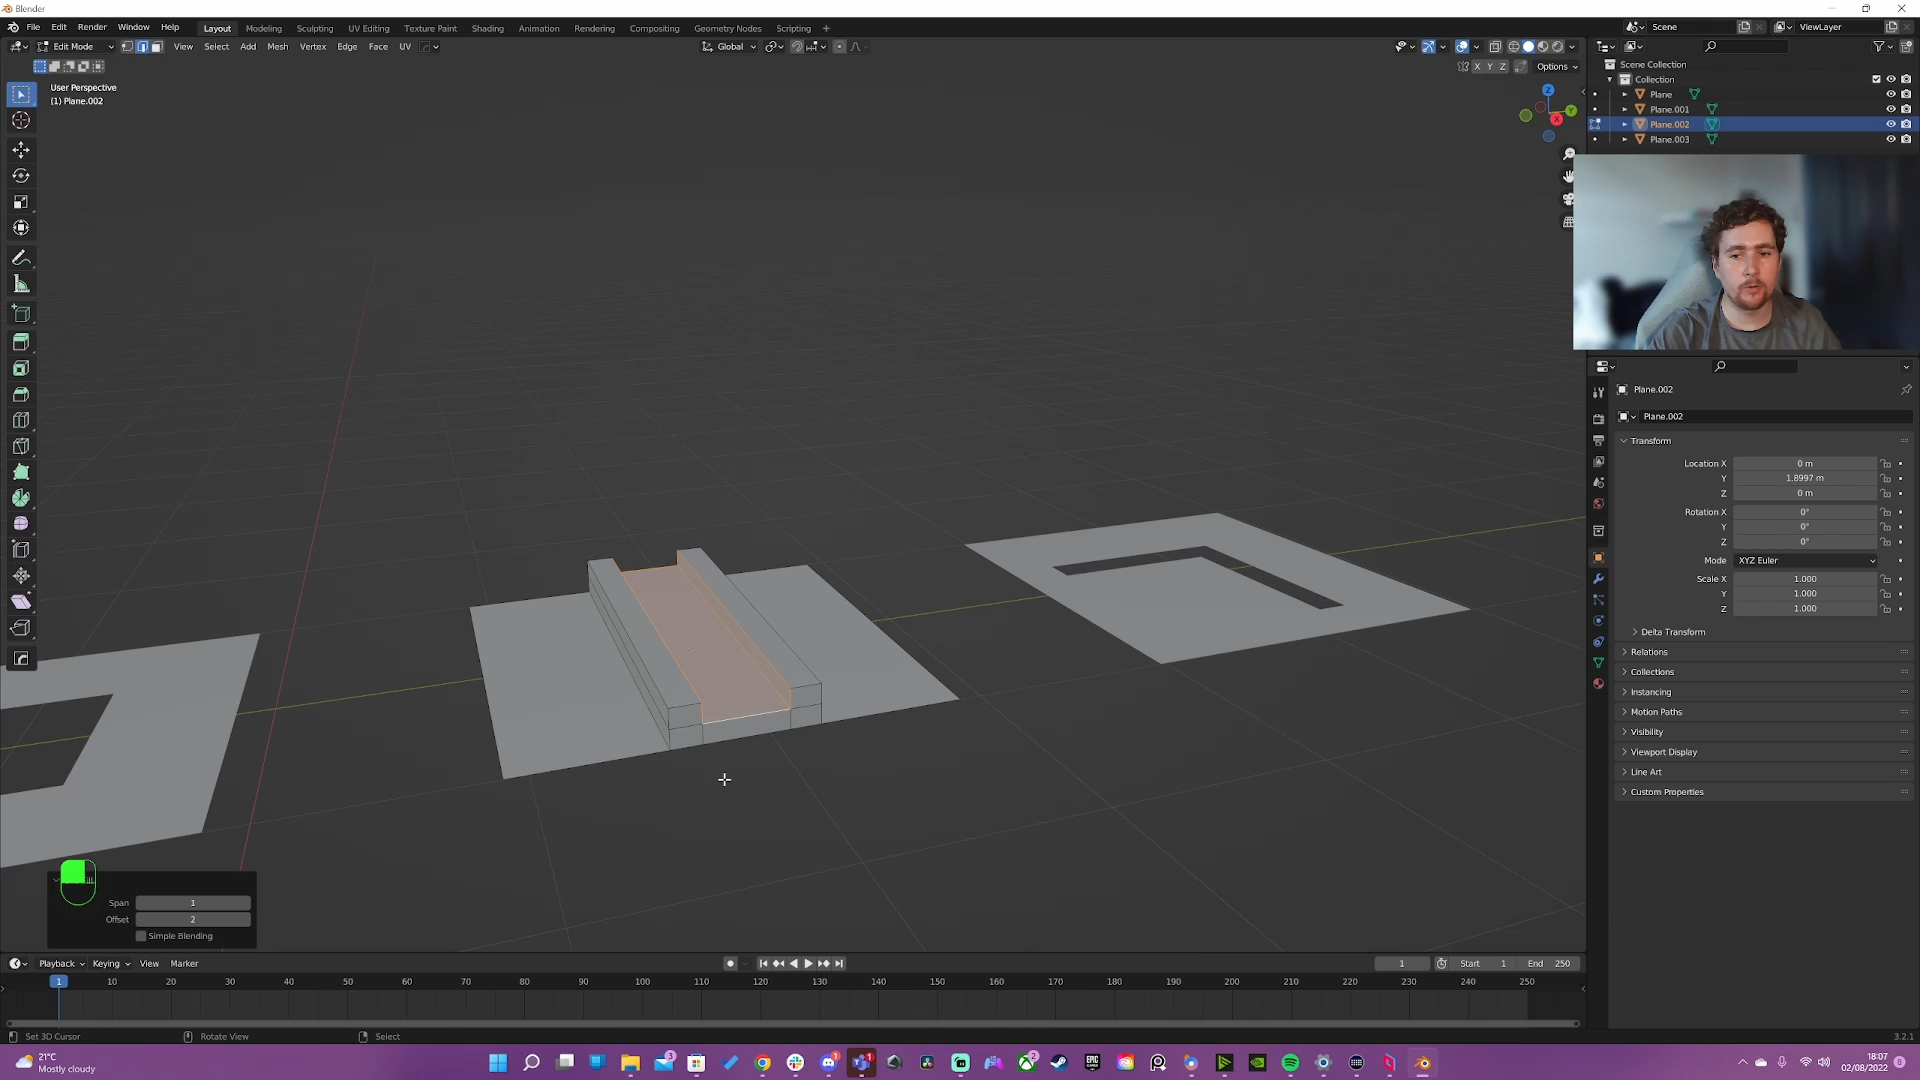 Blender
File Edit Render Window Help
Layout Modeling Sculpting UV Editing Texture Paint Shading Animation Rendering Compositing Geometry Nodes Scripting +
Scene
ViewLayer
Edit Mode View Select Add Mesh Vertex Edge Face UV
Global
X Y Z Options
User Perspective
(1) Plane.002
Z
Y
X
Scene Collection
Collection
Plane
Plane.001
Plane.002
Plane.003
Plane.002
Plane.002
Transform
Location X 0 m
Y 1.8997 m
Z 0 m
Rotation X 0°
Y 0°
Z 0°
Mode XYZ Euler
Scale X 1.000
Y 1.000
Z 1.000
Delta Transform
Relations
Collections
Instancing
Motion Paths
Visibility
Viewport Display
Line Art
Custom Properties
Span 1
Offset 2
Simple Blending
Playback Keying View Marker
1 Start 1 End 250
1 10 20 30 40 50 60 70 80 90 100 110 120 130 140 150 160 170 180 190 200 210 220 230 240 250
Set 3D Cursor Rotate View Select
3.2.1
21°C
Mostly cloudy
18:07
02/08/2022